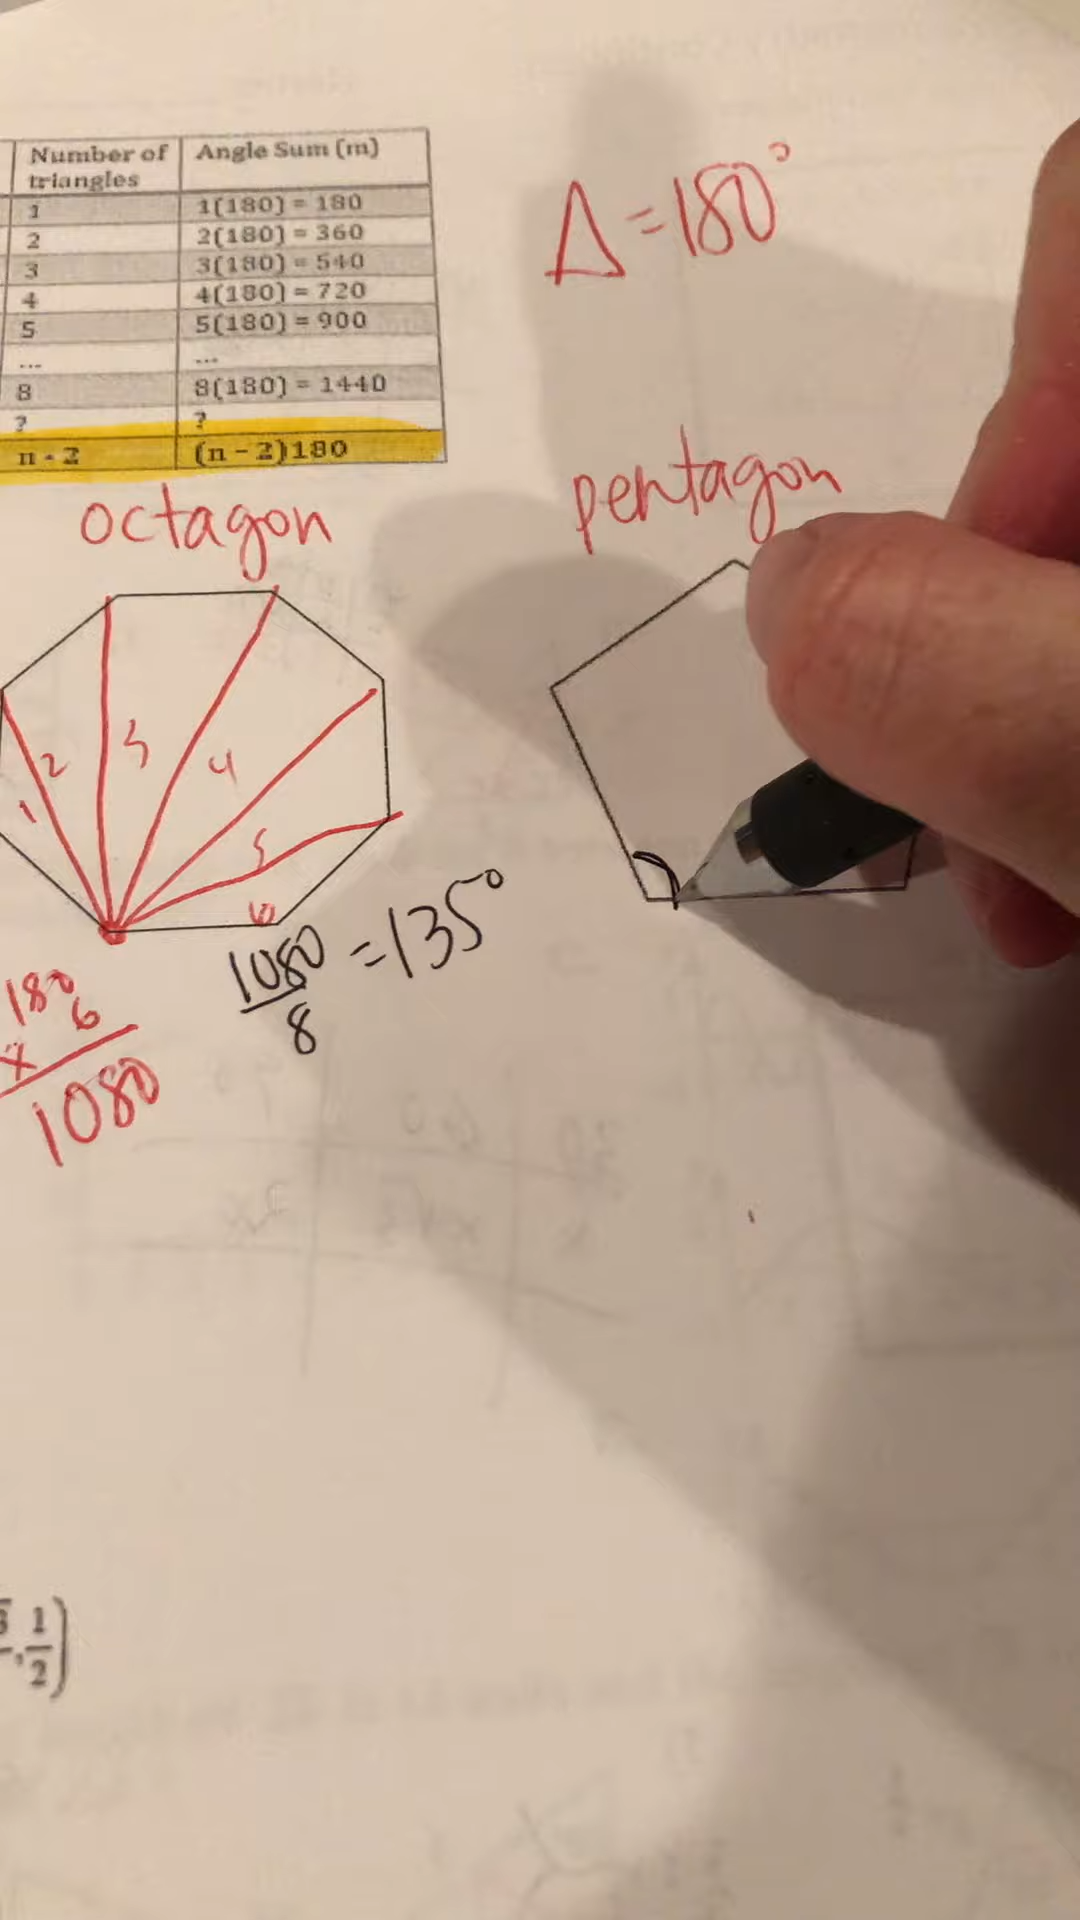 Number of triangles Angle Sum (m)
1 1(180) = 180
2 2(180) = 360
3 3(180) = 540
4 4(180) = 720
5 5(180) = 900
... ...
8 8(180) = 1440
? ?
n - 2 (n - 2)180
Δ = 180°
octagon
pentagon
1 2 3 4 5 6
180
x 6
1080
1080/8 = 135°
, 1/2)